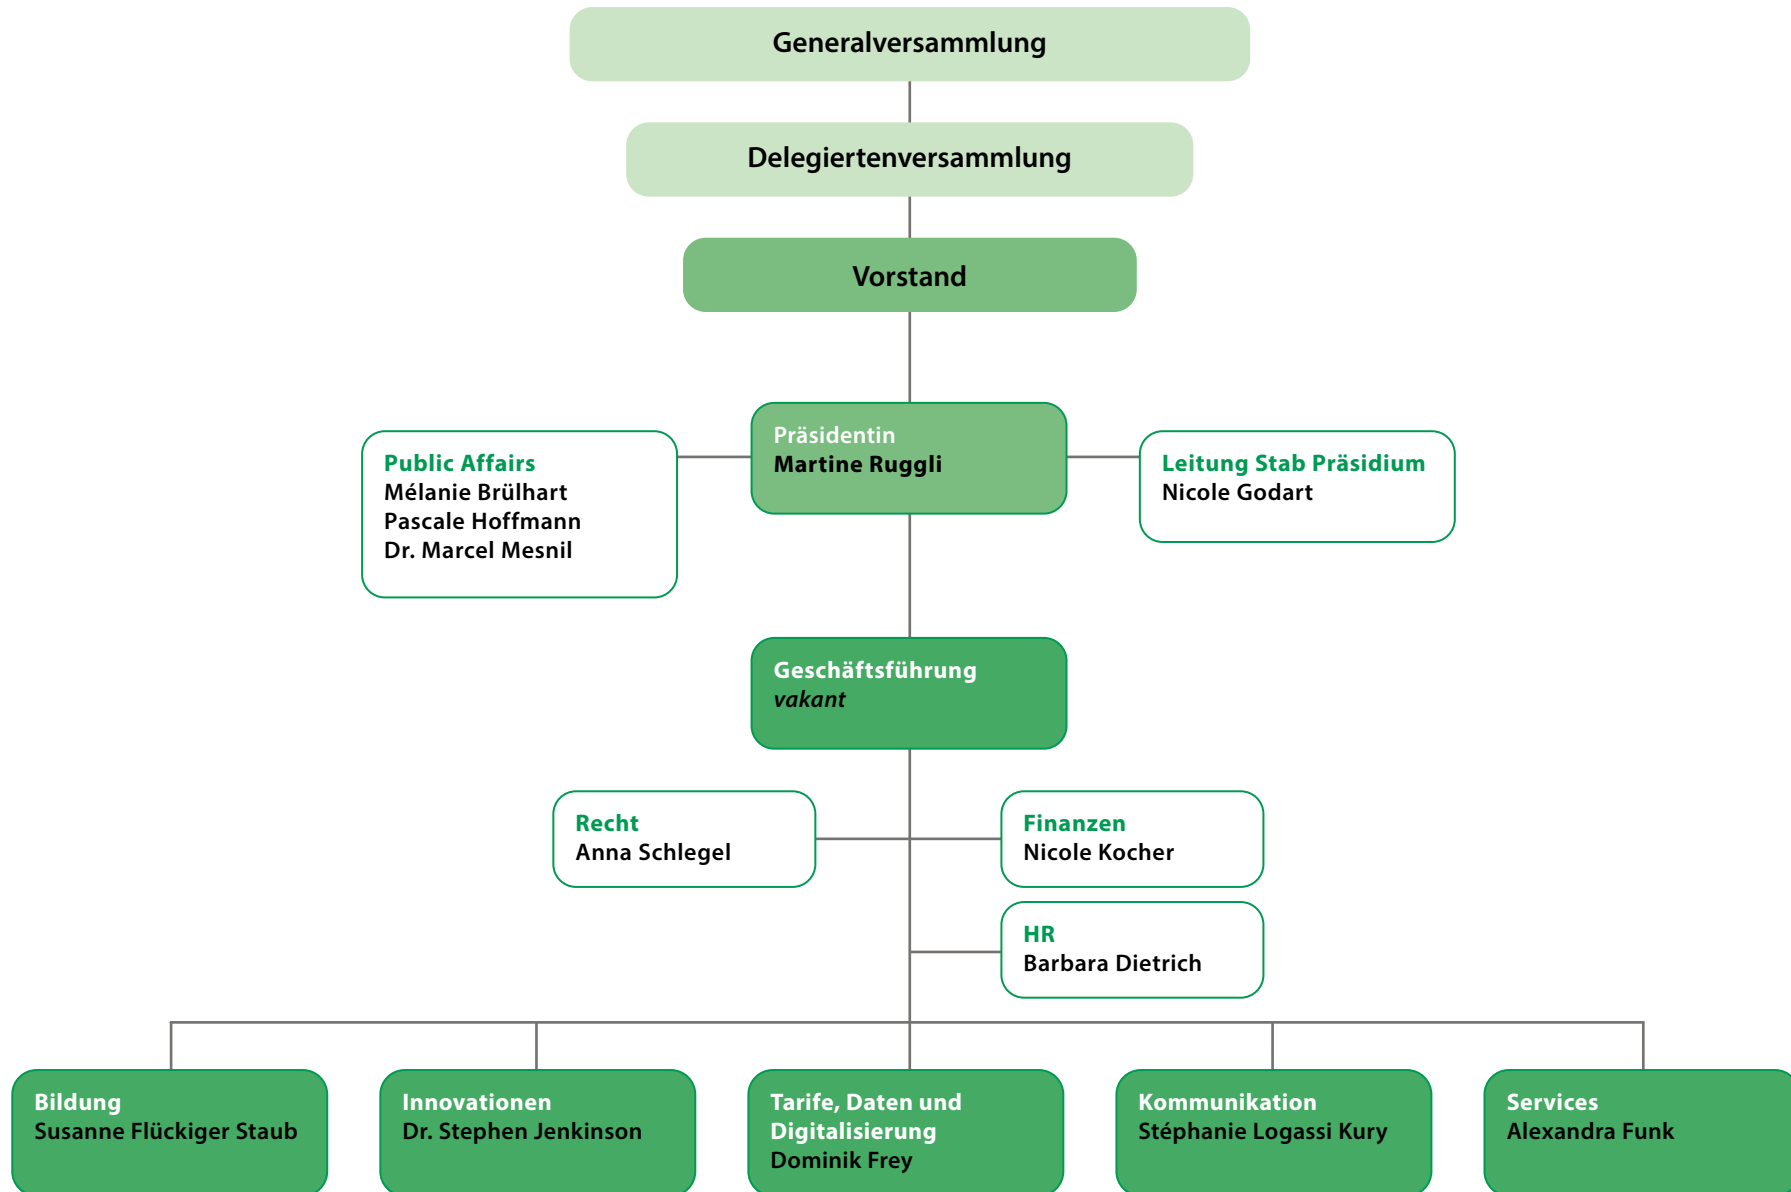 Generalversammlung
Delegiertenversammlung
Vorstand
Präsidentin
Martine Ruggli
Public Affairs
Mélanie Brülhart
Pascale Hoffmann
Dr. Marcel Mesnil
Leitung Stab Präsidium
Nicole Godart
Geschäftsführung
vakant
Recht
Anna Schlegel
Finanzen
Nicole Kocher
HR
Barbara Dietrich
Bildung
Susanne Flückiger Staub
Innovationen
Dr. Stephen Jenkinson
Tarife, Daten und
Digitalisierung
Dominik Frey
Kommunikation
Stéphanie Logassi Kury
Services
Alexandra Funk